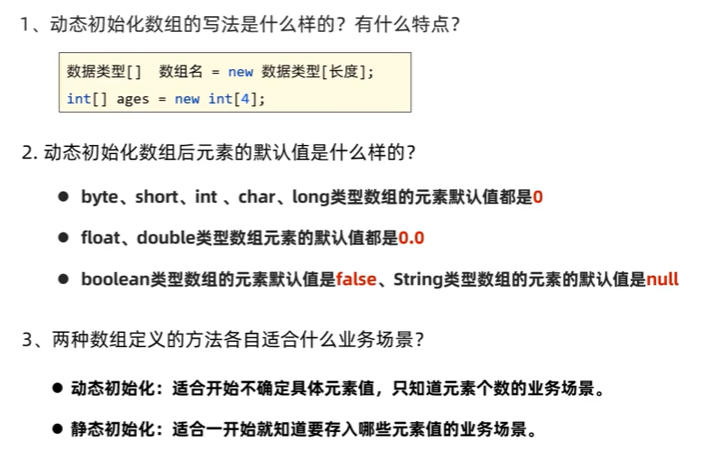 1、动态初始化数组的写法是什么样的？有什么特点？
数据类型[]  数组名 = new 数据类型[长度];
int[] ages = new int[4];
2. 动态初始化数组后元素的默认值是什么样的？
● byte、short、int 、char、long类型数组的元素默认值都是0
● float、double类型数组元素的默认值都是0.0
● boolean类型数组的元素默认值是false、String类型数组的元素的默认值是null
3、两种数组定义的方法各自适合什么业务场景？
● 动态初始化：适合开始不确定具体元素值，只知道元素个数的业务场景。
● 静态初始化：适合一开始就知道要存入哪些元素值的业务场景。